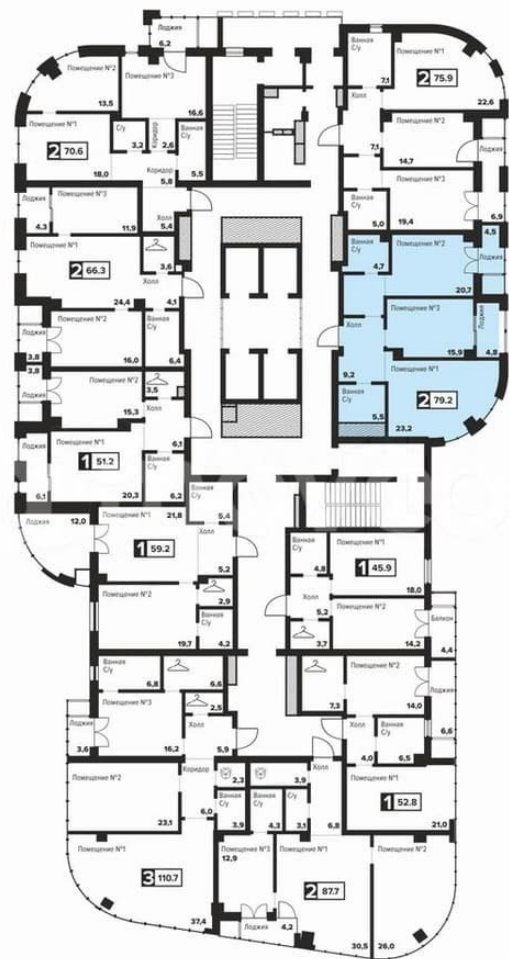 Лоджия
6,2
Помещение №2
13,5
Помещение №3
16,6
Ванная
С/у
7,1
Помещение №1
2 75.9
22,6
Холл
7,1
Помещение №1
2 70.6
18,0
С/у
3,2
Коридор
2,6
Ванная
С/у
5,5
Коридор
5,8
Помещение №2
14,7
Лоджия
6,9
Лоджия
4,3
Помещение №3
11,9
Холл
5,4
Ванная
С/у
5,0
Помещение №3
19,4
Помещение №1
2 66.3
24,4
3,6
Холл
4,1
Ванная
С/у
4,7
Помещение №2
20,7
4,5
Лоджия
Лоджия
3,8
Помещение №2
16,0
Ванная
С/у
6,4
Холл
9,2
Помещение №3
15,9
Лоджия
4,8
3,8
Лоджия
Помещение №2
15,3
3,5
Холл
6,1
Ванная
С/у
5,5
Помещение №1
2 79.2
23,2
Лоджия
6,1
Помещение №1
1 51.2
20,3
Ванная
С/у
6,2
Лоджия
12,0
Помещение №1
21,8
1 59.2
Ванная
С/у
5,4
Холл
5,2
Ванная
С/у
4,8
Помещение №1
1 45.9
18,0
Помещение №2
19,7
2,9
Ванная
С/у
4,2
Холл
5,2
3,7
Помещение №2
14,2
Балкон
4,4
Ванная
С/у
6,8
6,6
7,3
Помещение №2
14,0
Лоджия
6,6
Лоджия
3,6
Помещение №3
16,2
2,5
Холл
5,9
Холл
4,0
Ванная
С/у
6,5
Помещение №2
23,1
Коридор
6,0
2,3
3,9
Холл
6,8
Помещение №1
1 52.8
21,0
Ванная
С/у
3,9
Ванная
С/у
4,3
С/у
3,1
Помещение №1
3 110.7
37,4
Помещение №3
12,9
Лоджия
4,2
Помещение №1
2 87.7
30,5
Помещение №2
26,0